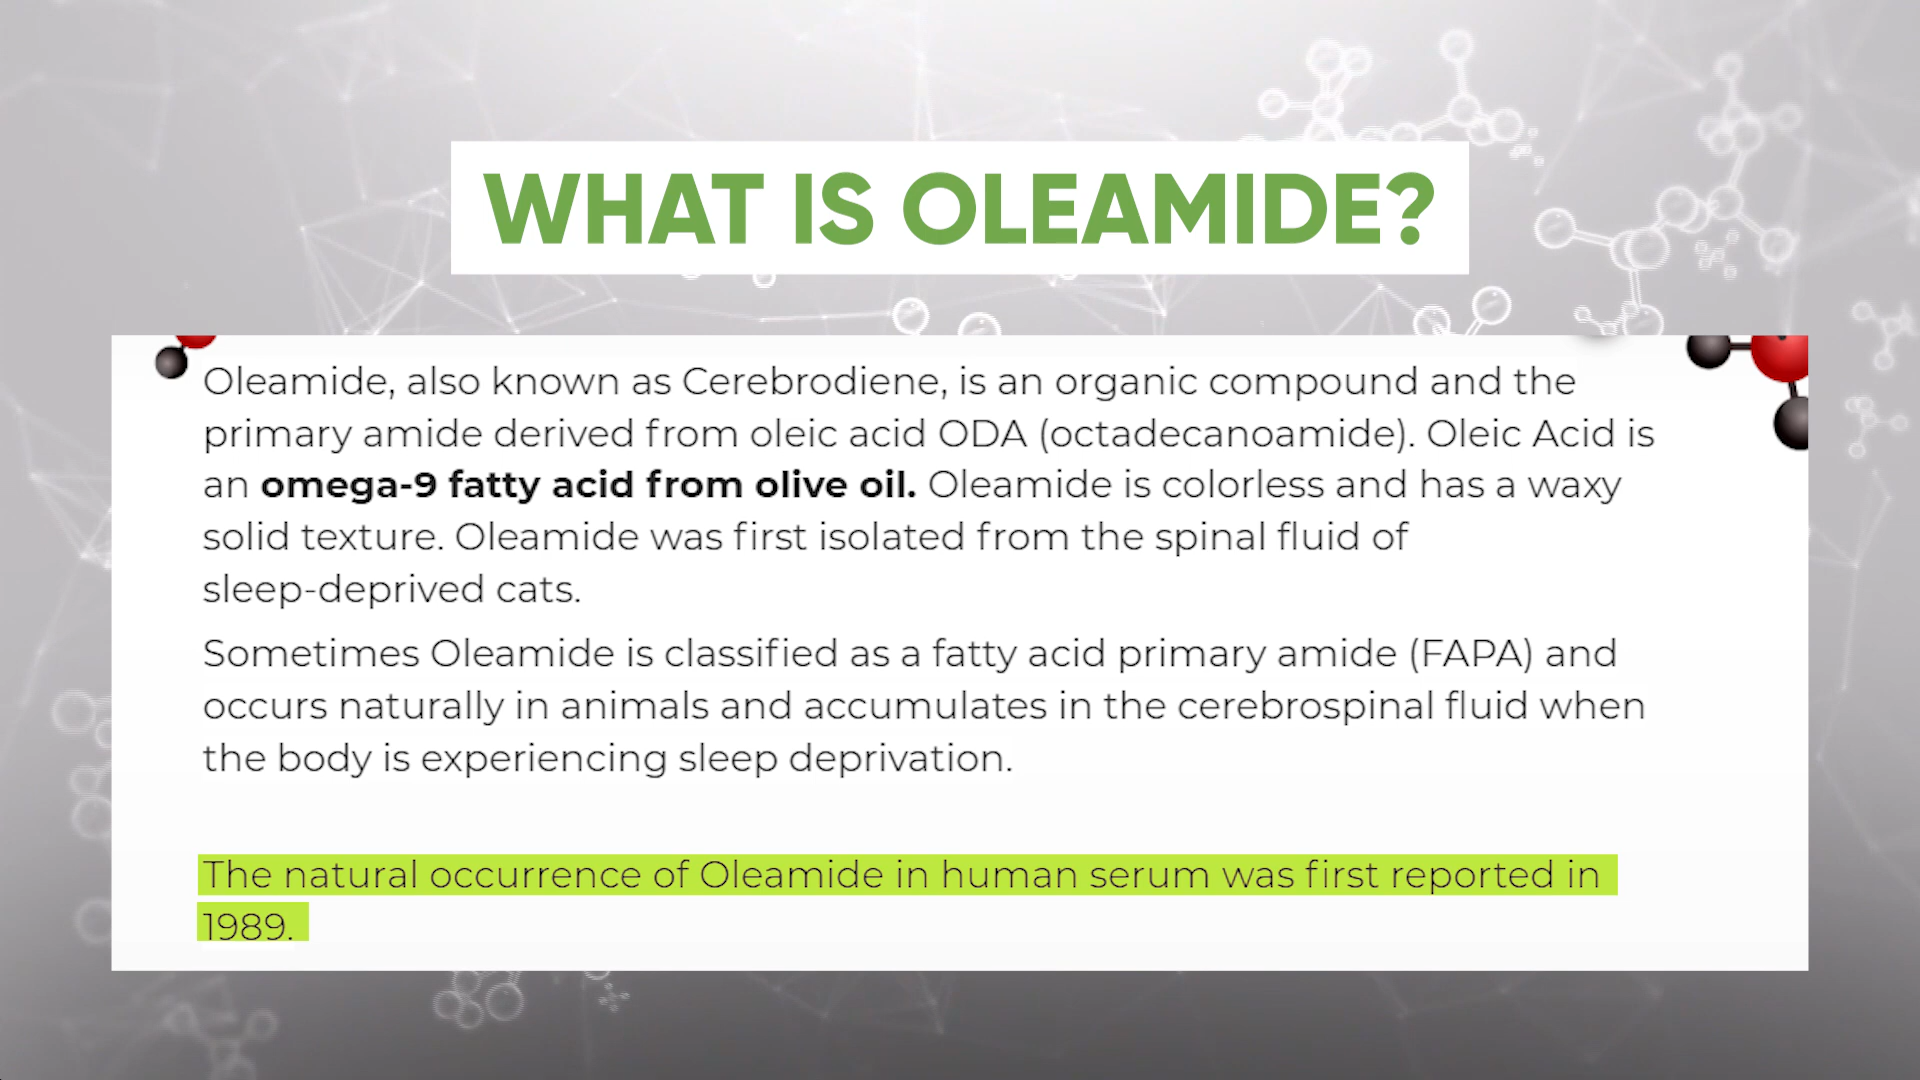 WHAT IS OLEAMIDE?
Oleamide, also known as Cerebrodiene, is an organic compound and the
primary amide derived from oleic acid ODA (octadecanoamide). Oleic Acid is
an omega-9 fatty acid from olive oil. Oleamide is colorless and has a waxy
solid texture. Oleamide was first isolated from the spinal fluid of
sleep-deprived cats.
Sometimes Oleamide is classified as a fatty acid primary amide (FAPA) and
occurs naturally in animals and accumulates in the cerebrospinal fluid when
the body is experiencing sleep deprivation.
The natural occurrence of Oleamide in human serum was first reported in
1989.